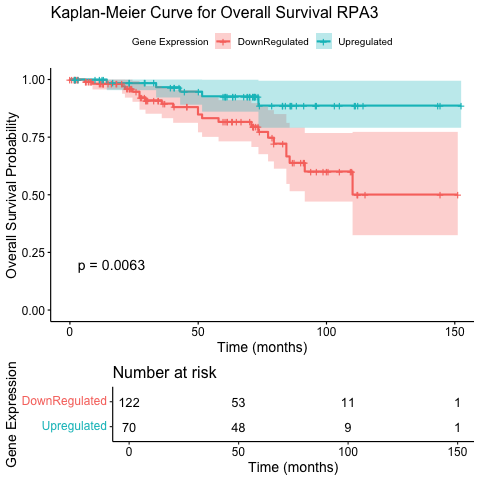 Kaplan-Meier Curve for Overall Survival RPA3
Gene Expression DownRegulated Upregulated
Overall Survival Probability
1.00
0.75
0.50
0.25
0.00
p = 0.0063
0 50 100 150
Time (months)
Number at risk
Gene Expression
DownRegulated 122 53 11 1
Upregulated 70 48 9 1
0 50 100 150
Time (months)